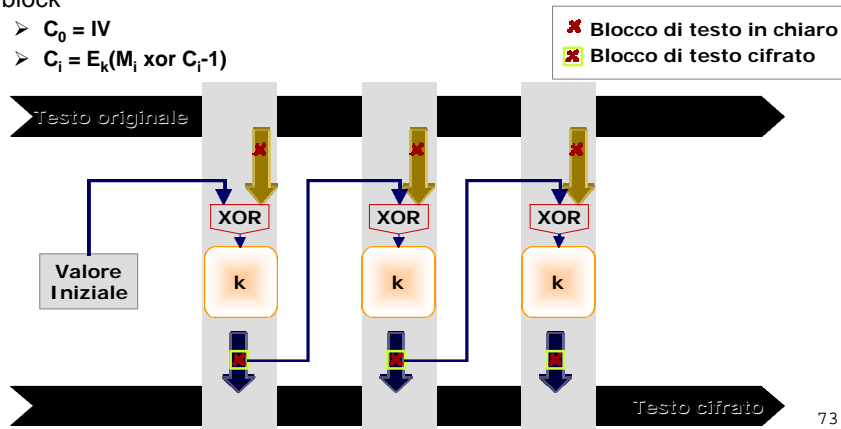 block
➢ C₀ = IV
➢ Cᵢ = Eₖ(Mᵢ xor Cᵢ-1)
Blocco di testo in chiaro
Blocco di testo cifrato
Testo originale
XOR XOR XOR
Valore
Iniziale
k k k
Testo cifrato
73